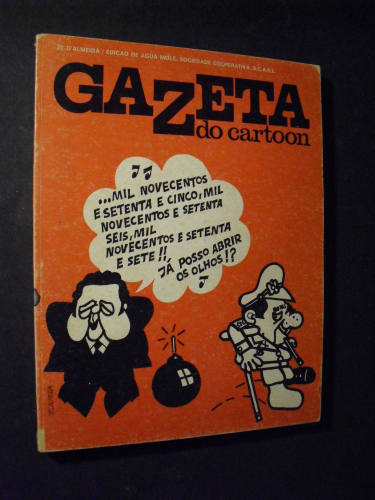 ZÉ D'ALMEIDA / EDIÇÃO DE ÁGUA MOLE, SOCIEDADE COOPERATIVA, S.C.A.R.L.
GAZETA
do cartoon
...MIL NOVECENTOS
E SETENTA E CINCO, MIL
NOVECENTOS E SETENTA
SEIS, MIL
NOVECENTOS E SETENTA
E SETE!!,
JÁ POSSO ABRIR
OS OLHOS!?